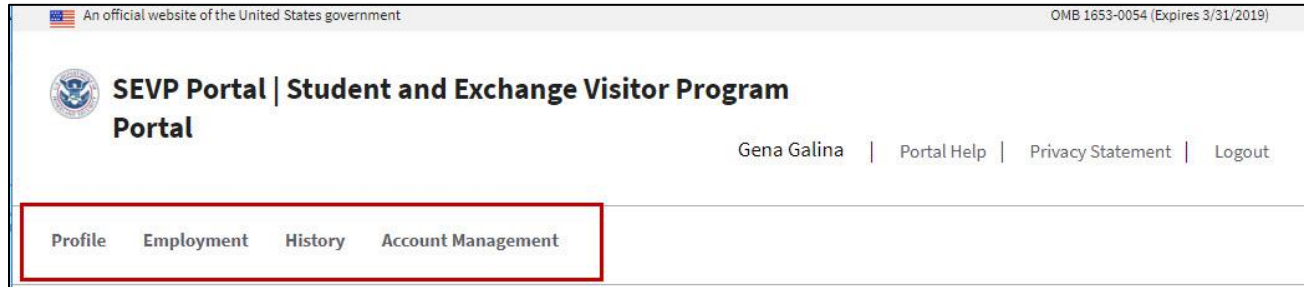 An official website of the United States government OMB 1653-0054 (Expires 3/31/2019)
SEVP Portal | Student and Exchange Visitor Program
Portal
Gena Galina | Portal Help | Privacy Statement | Logout
Profile Employment History Account Management